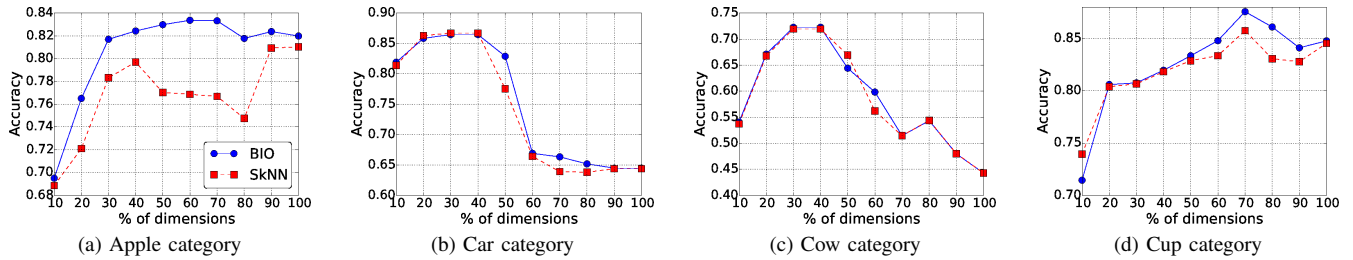 0.84
0.82
0.80
0.78
0.76
0.74
0.72
0.70
0.68
Accuracy
10 20 30 40 50 60 70 80 90 100
% of dimensions
BIO
SkNN
(a) Apple category
0.90
0.85
0.80
0.75
0.70
0.65
0.60
Accuracy
10 20 30 40 50 60 70 80 90 100
% of dimensions
(b) Car category
0.75
0.70
0.65
0.60
0.55
0.50
0.45
0.40
Accuracy
10 20 30 40 50 60 70 80 90 100
% of dimensions
(c) Cow category
0.85
0.80
0.75
0.70
Accuracy
10 20 30 40 50 60 70 80 90 100
% of dimensions
(d) Cup category